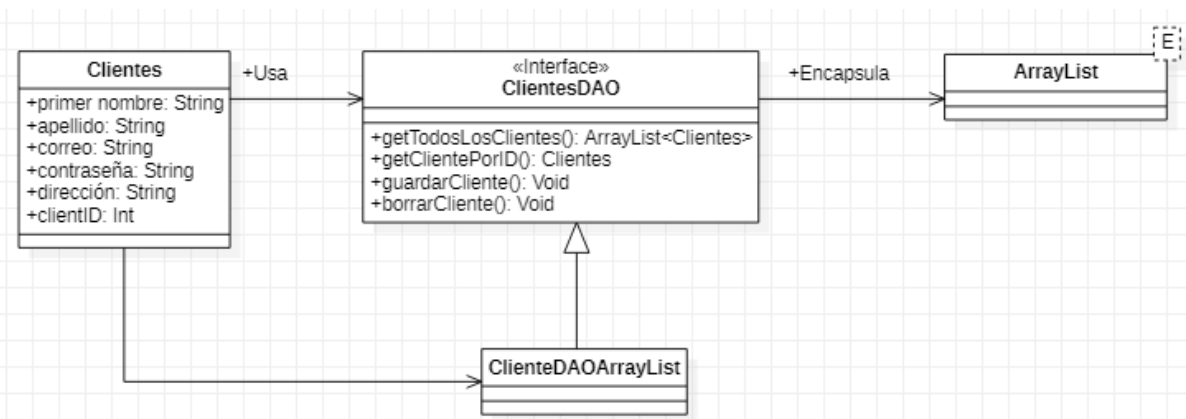 Clientes
+primer nombre: String
+apellido: String
+correo: String
+contraseña: String
+dirección: String
+clientID: Int
+Usa
«Interface»
ClientesDAO
+getTodosLosClientes(): ArrayList<Clientes>
+getClientePorID(): Clientes
+guardarCliente(): Void
+borrarCliente(): Void
+Encapsula
E
ArrayList
ClienteDAOArrayList